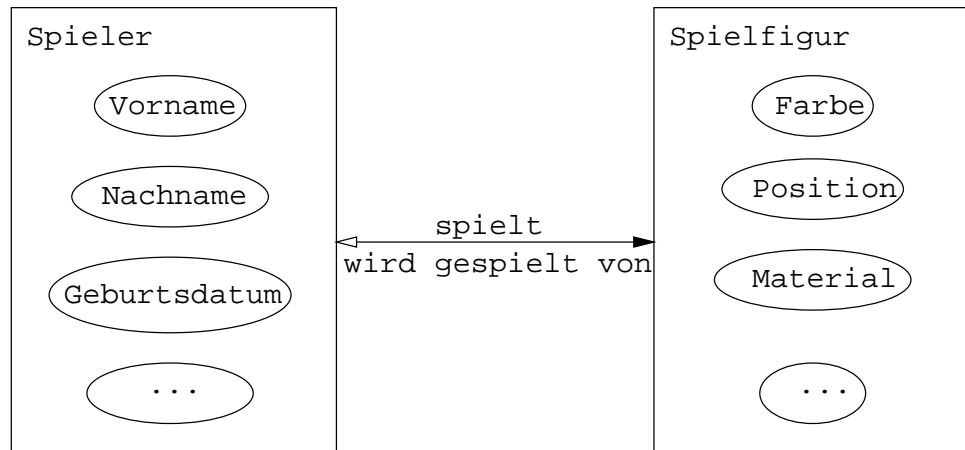 Spieler
Vorname
Nachname
Geburtsdatum
...
spielt
wird gespielt von
Spielfigur
Farbe
Position
Material
...